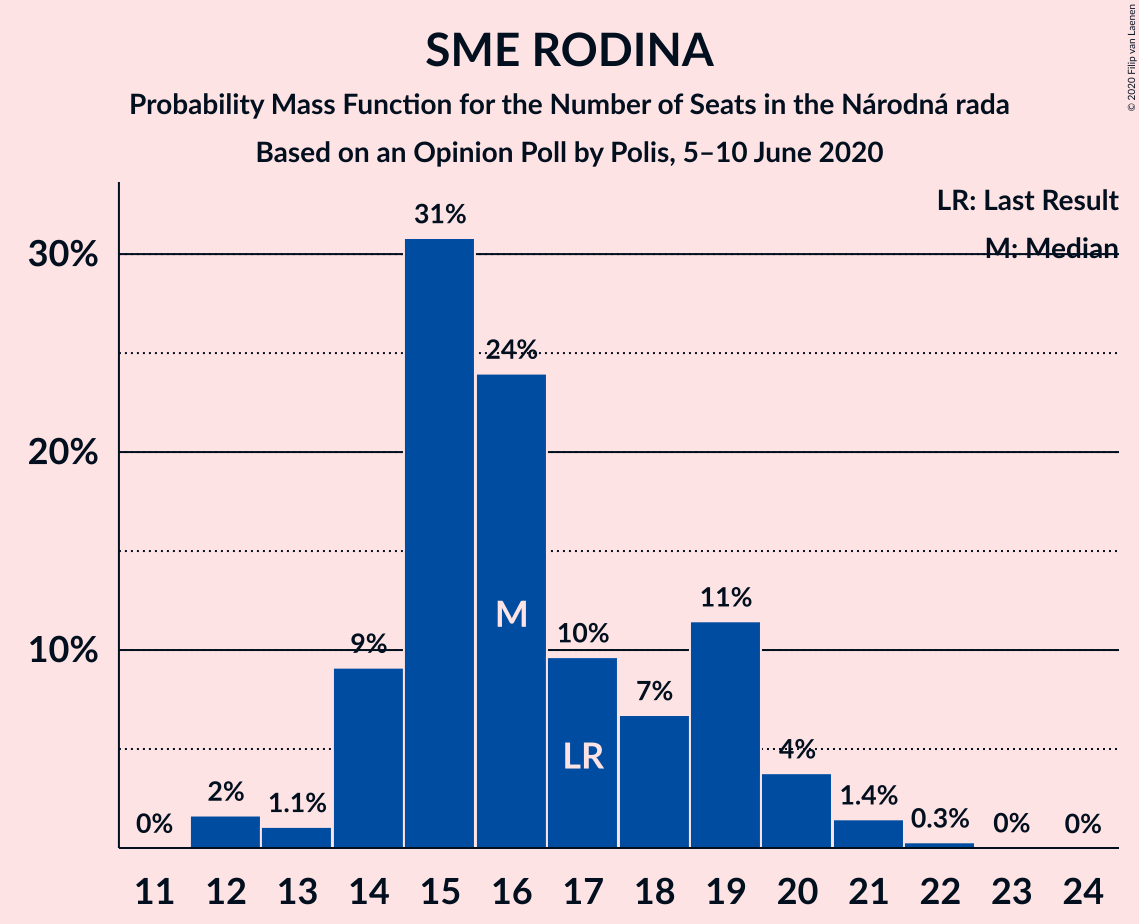 SME RODINA
Probability Mass Function for the Number of Seats in the Národná rada
Based on an Opinion Poll by Polis, 5–10 June 2020
© 2020 Filip van Laenen
LR: Last Result
M: Median
30%
20%
10%
0%
2%
1.1%
9%
31%
24%
10%
7%
11%
4%
1.4%
0.3%
0%
0%
M
LR
11 12 13 14 15 16 17 18 19 20 21 22 23 24